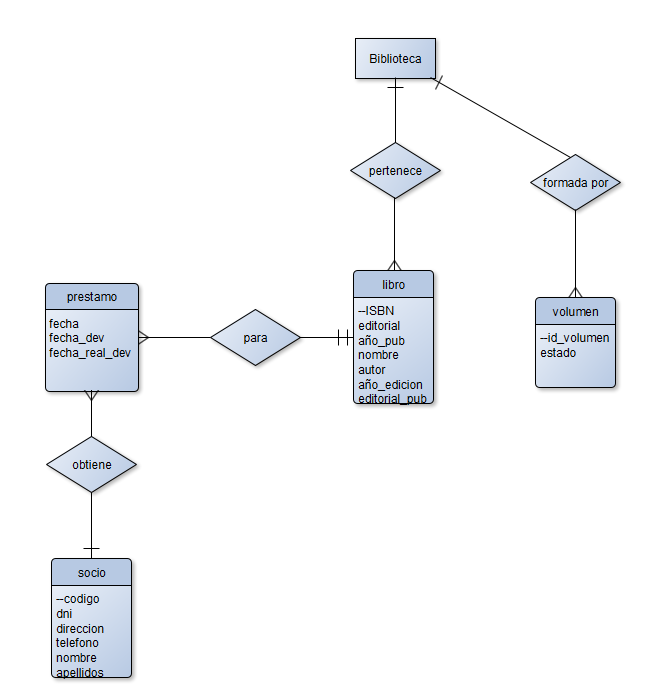 Biblioteca
pertenece
formada por
libro
--ISBN
editorial
año_pub
nombre
autor
año_edicion
editorial_pub
volumen
--id_volumen
estado
prestamo
fecha
fecha_dev
fecha_real_dev
para
obtiene
socio
--codigo
dni
direccion
telefono
nombre
apellidos